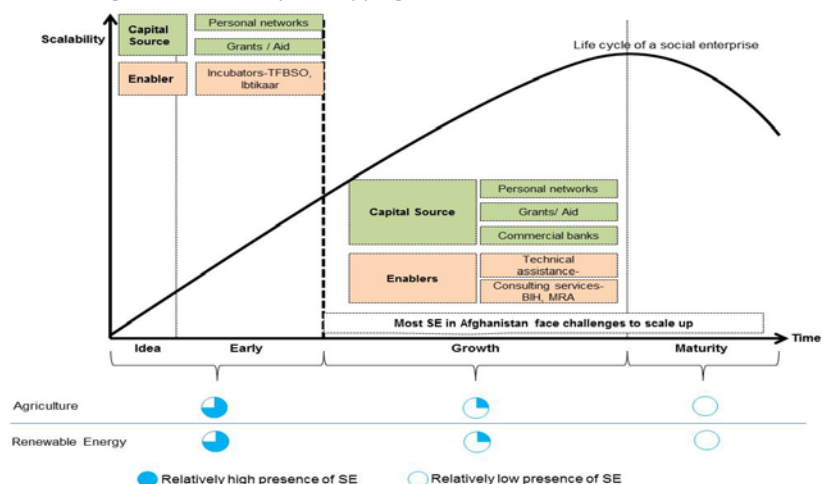 Scalability
Capital
Source
Personal networks
Grants / Aid
Enabler
Incubators-TFBSO,
Ibtikaar
Life cycle of a social enterprise
Capital Source
Personal networks
Grants/ Aid
Commercial banks
Enablers
Technical
assistance-
Consulting services-
BIH, MRA
Most SE in Afghanistan face challenges to scale up
Time
Idea
Early
Growth
Maturity
Agriculture
Renewable Energy
Relatively high presence of SE
Relatively low presence of SE